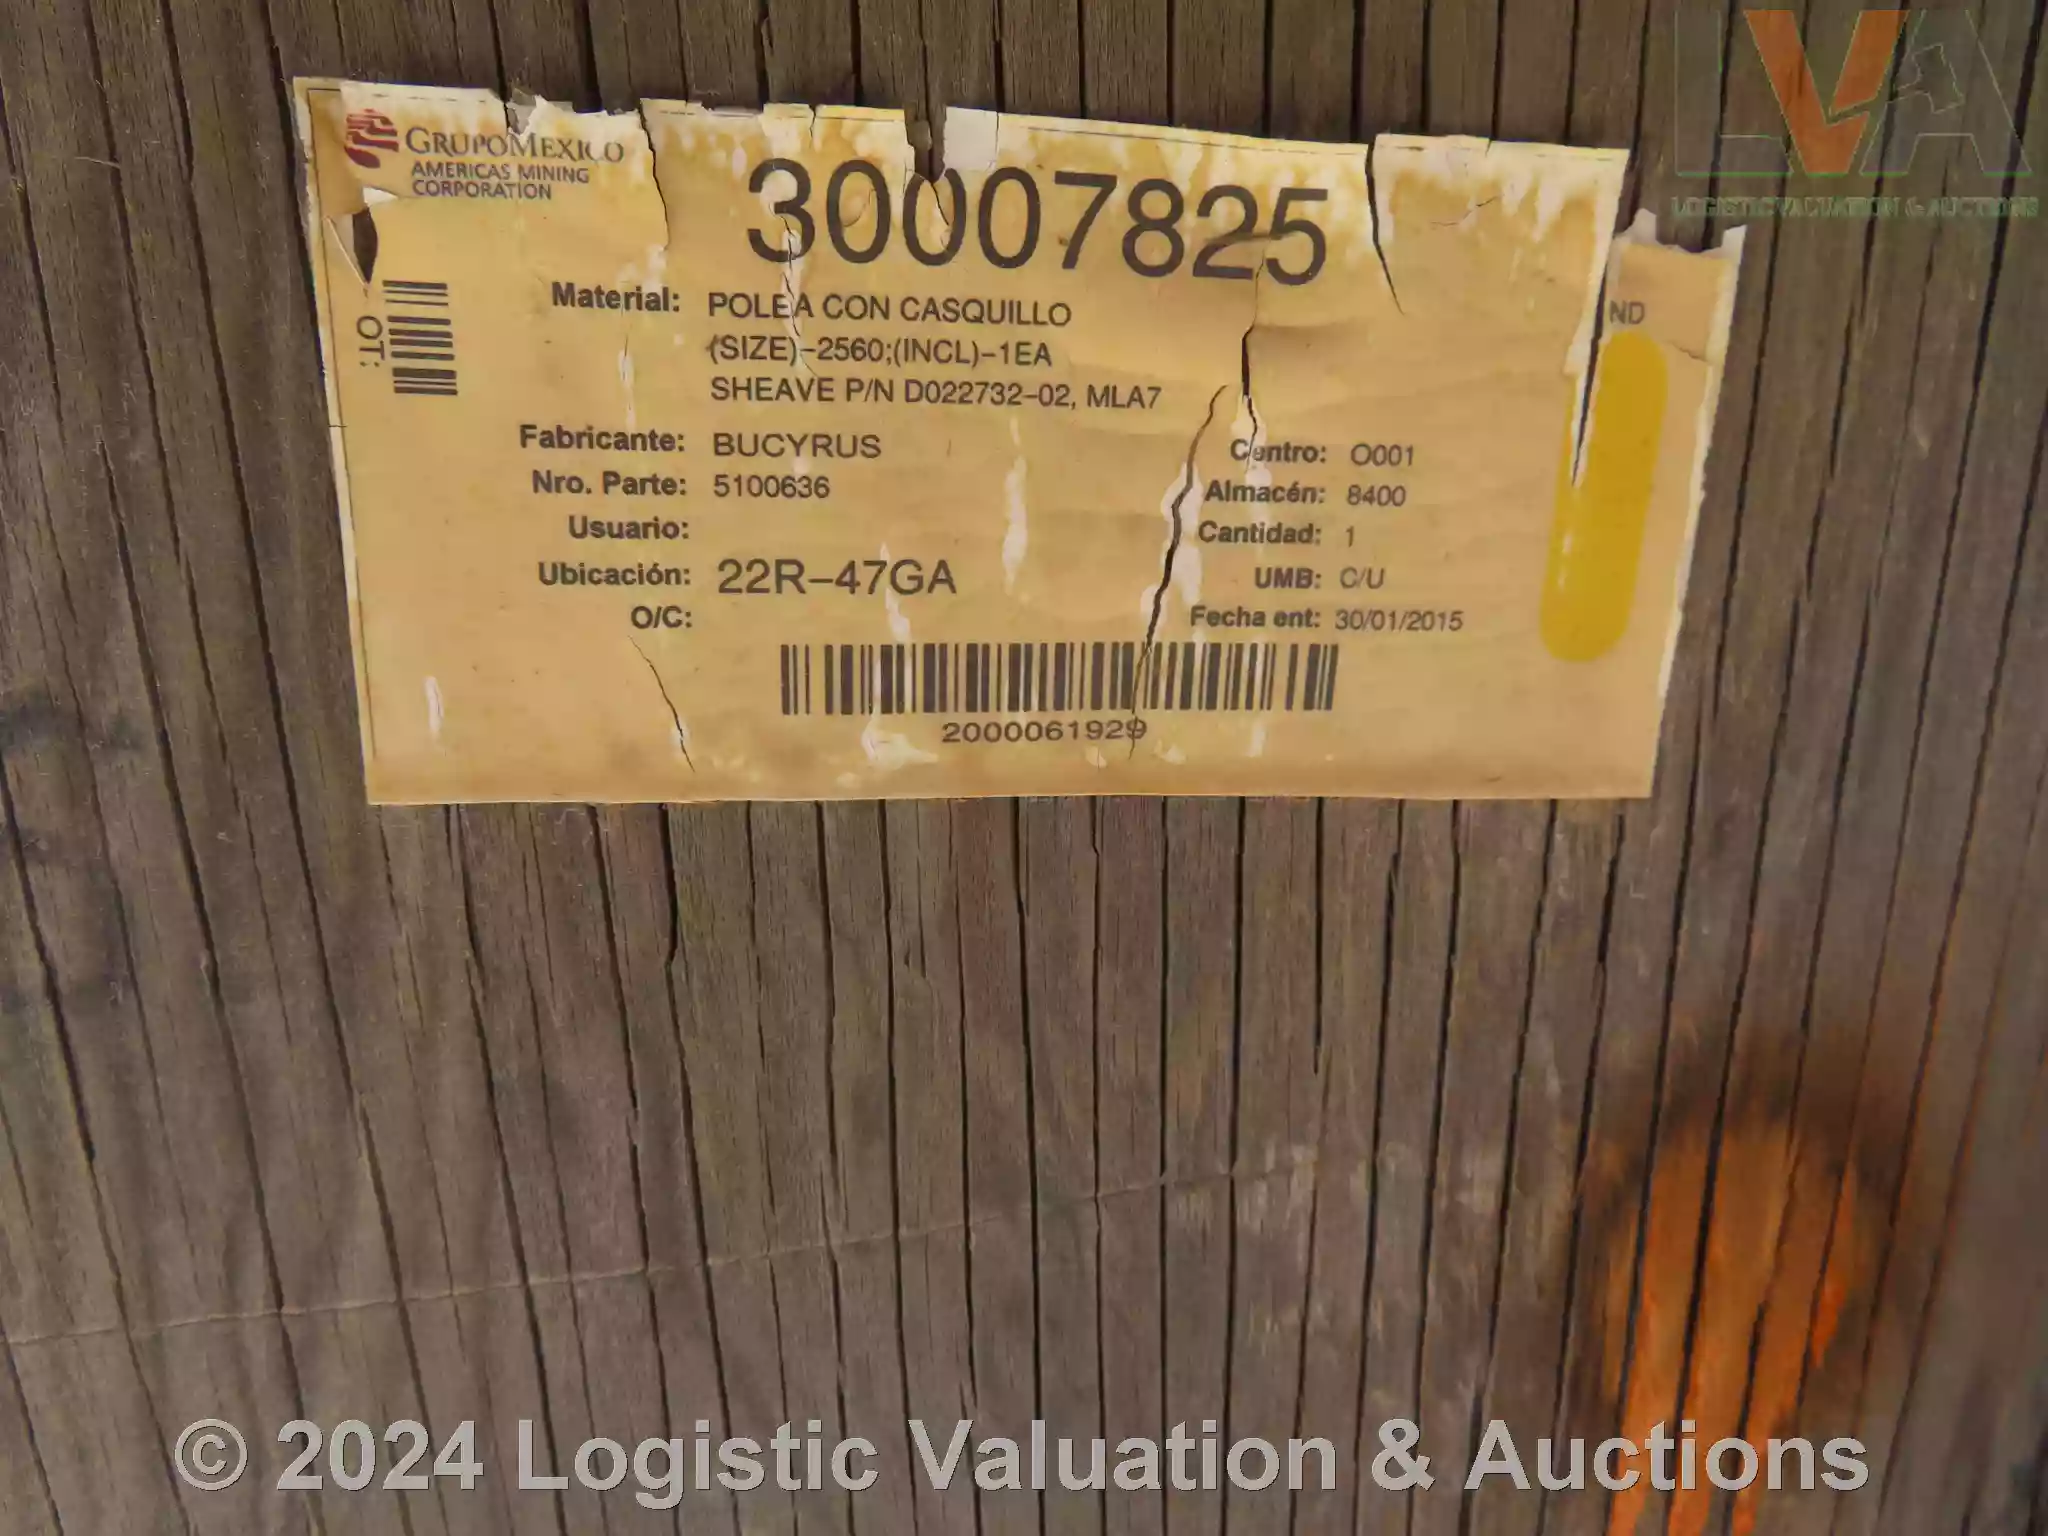 LVA
LOGISTIC VALUATION & AUCTIONS
GRUPO MEXICO
AMERICAS MINING
CORPORATION
30007825
OT:
Material: POLEA CON CASQUILLO
(SIZE)-2560;(INCL)-1EA
SHEAVE P/N D022732-02, MLA7
ND
Fabricante: BUCYRUS
Nro. Parte: 5100636
Usuario:
Ubicación: 22R-47GA
O/C:
Centro: O001
Almacén: 8400
Cantidad: 1
UMB: C/U
Fecha ent: 30/01/2015
2000061929
© 2024 Logistic Valuation & Auctions